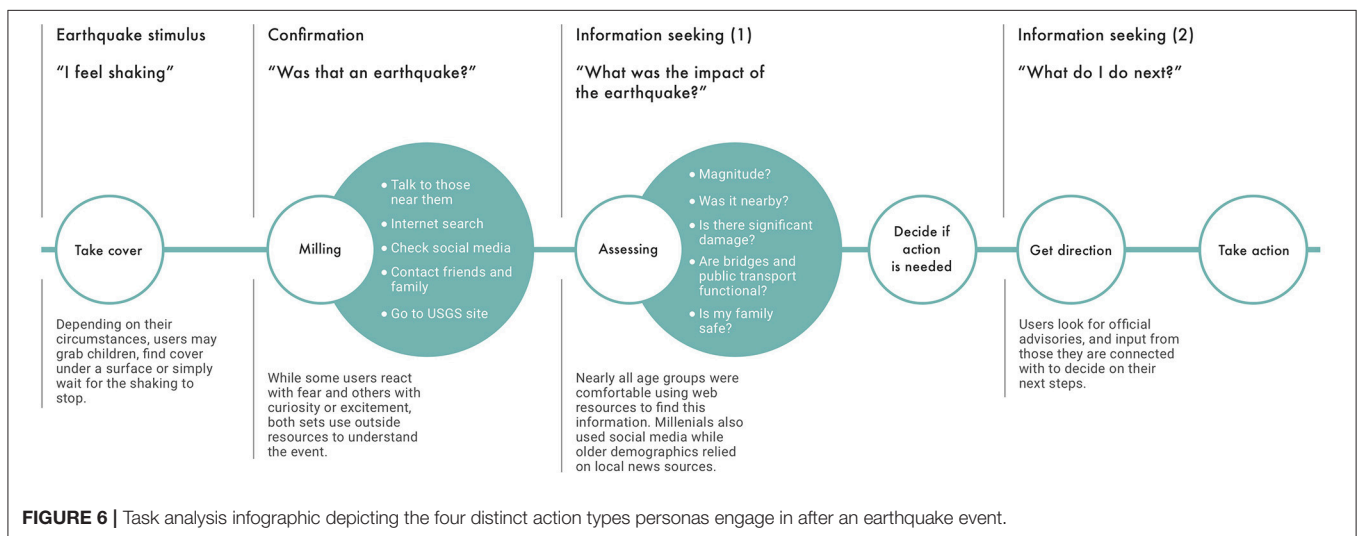 Earthquake stimulus
"I feel shaking"
Take cover
Depending on their
circumstances, users may
grab children, find cover
under a surface or simply
wait for the shaking to
stop.
Confirmation
"Was that an earthquake?"
Milling
• Talk to those
near them
• Internet search
• Check social media
• Contact friends and
family
• Go to USGS site
While some users react
with fear and others with
curiosity or excitement,
both sets use outside
resources to understand
the event.
Information seeking (1)
"What was the impact of
the earthquake?"
Assessing
• Magnitude?
• Was it nearby?
• Is there significant
damage?
• Are bridges and
public transport
functional?
• Is my family
safe?
Nearly all age groups were
comfortable using web
resources to find this
information. Millenials also
used social media while
older demographics relied
on local news sources.
Decide if
action
is needed
Information seeking (2)
"What do I do next?"
Get direction
Users look for official
advisories, and input from
those they are connected
with to decide on their
next steps.
Take action
FIGURE 6 | Task analysis infographic depicting the four distinct action types personas engage in after an earthquake event.